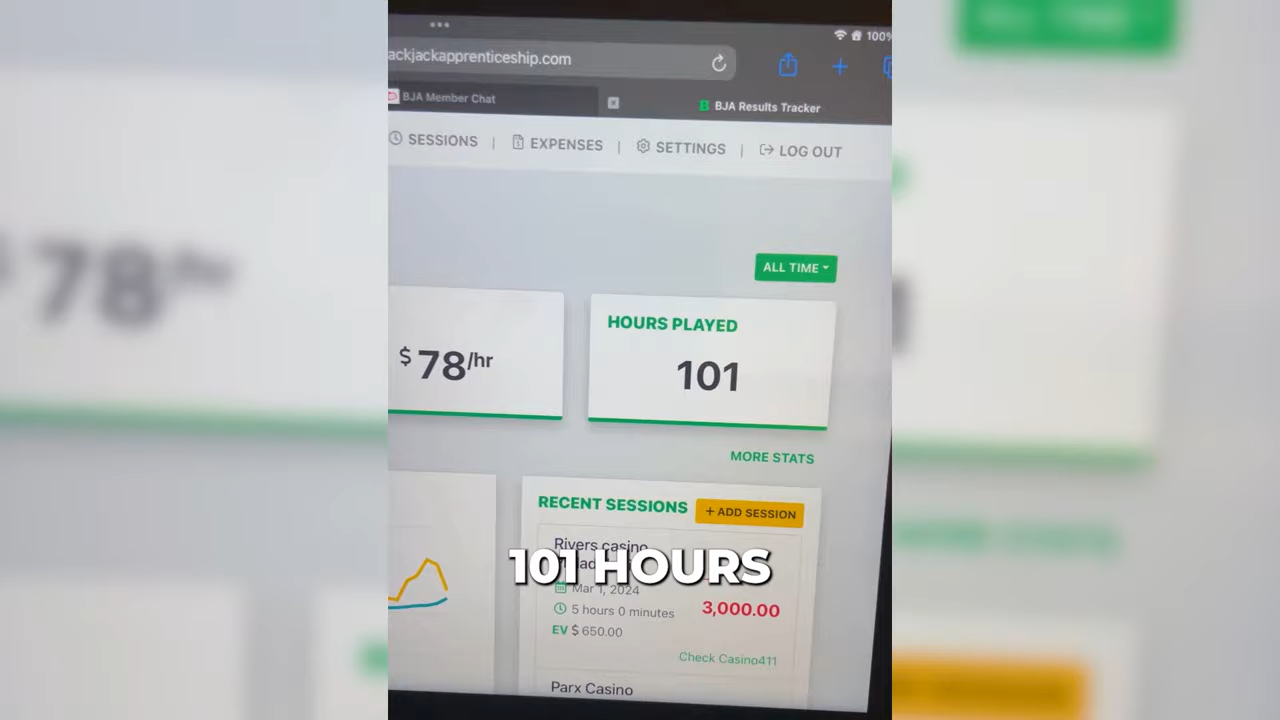 100%
ackjackapprenticeship.com
BJA Member Chat
BJA Results Tracker
SESSIONS | EXPENSES | SETTINGS | LOG OUT
ALL TIME
$78/hr
HOURS PLAYED
101
MORE STATS
RECENT SESSIONS
+ ADD SESSION
Rivers casino
101 HOURS
Mar 1, 2024
5 hours 0 minutes
3,000.00
EV $ 650.00
Check Casino411
Parx Casino